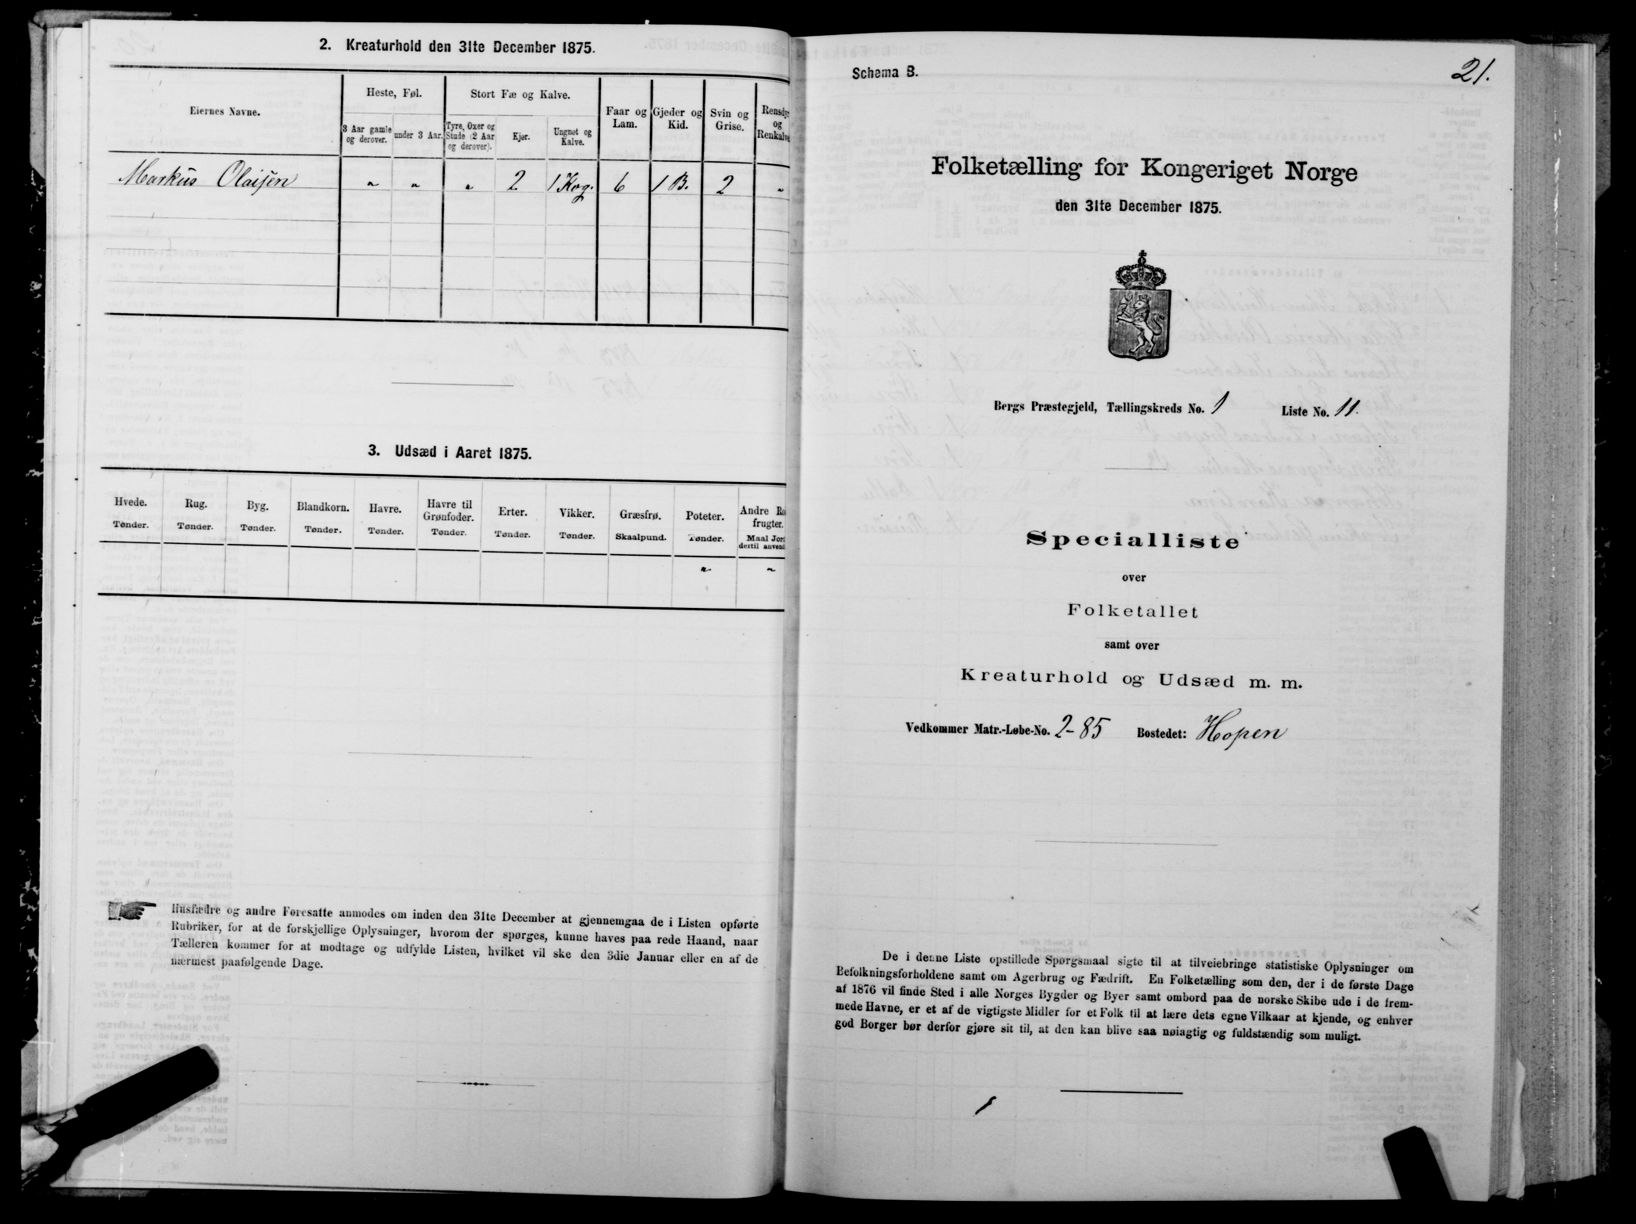 2. Kreaturhold den 31te December 1875.
Eiernes Navne.
Heste, Føl.
Stort Fæ og Kalve.
Faar og Lam.
Gjeder og Kid.
Svin og Grise.
Rensdyr og Renkalve
3 Aar gamle og derover.
under 3 Aar.
Tyre, Oxer og Stude (2 Aar og derover).
Kjør.
Ungnøt og Kalve.
Markus Olaisen " " " 2 1 Kvg. 6 1 B. 2 "
3. Udsæd i Aaret 1875.
Hvede. Rug. Byg. Blandkorn. Havre. Havre til Grønfoder. Erter. Vikker. Græsfrø. Poteter. Andre Ro frugter.
Tønder. Tønder. Tønder. Tønder. Tønder. Tønder. Tønder. Tønder. Skaalpund. Tønder. Maal Jord dertil anvend
" "
Husfædre og andre Foresatte anmodes om inden den 31te December at gjennemgaa de i Listen opførte
Rubriker, for at de forskjellige Oplysninger, hvorom der spørges, kunne haves paa rede Haand, naar
Tælleren kommer for at modtage og udfylde Listen, hvilket vil ske den 3die Januar eller en af de
nærmest paafølgende Dage.
Schema B.
21.
Folketælling for Kongeriget Norge
den 31te December 1875.
Bergs Præstegjeld, Tællingskreds No. 1 Liste No. 11.
Specialliste
over
Folketallet
samt over
Kreaturhold og Udsæd m. m.
Vedkommer Matr.-Løbe-No. 2-85 Bostedet: Hopen
De i denne Liste opstillede Spørgsmaal sigte til at tilveiebringe statistiske Oplysninger om
Befolkningsforholdene samt om Agerbrug og Fædrift. En Folketælling som den, der i de første Dage
af 1876 vil finde Sted i alle Norges Bygder og Byer samt ombord paa de norske Skibe ude i de frem-
mede Havne, er et af de vigtigste Midler for et Folk til at lære dets egne Vilkaar at kjende, og enhver
god Borger bør derfor gjøre sit til, at den kan blive saa nøiagtig og fuldstændig som muligt.